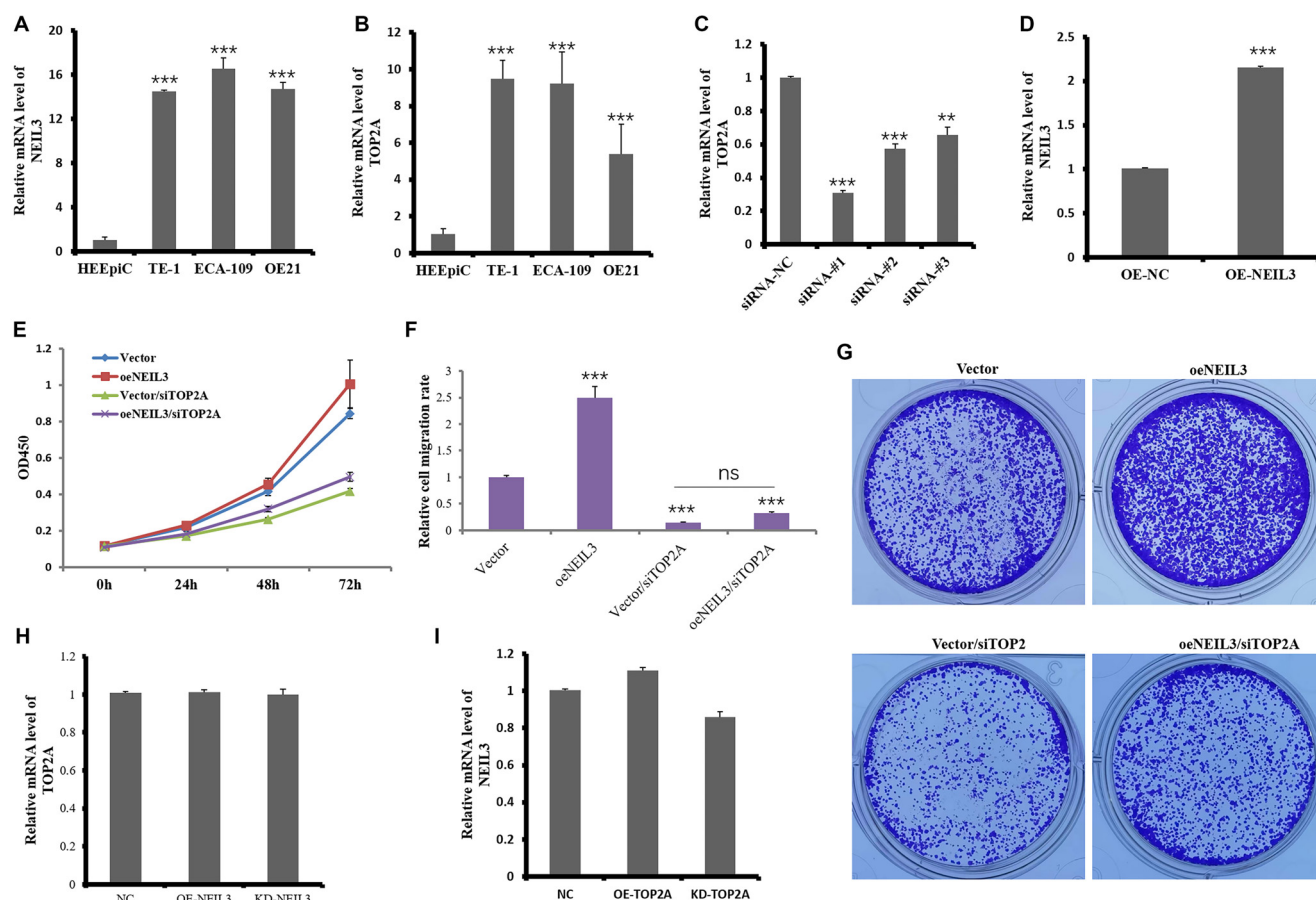 A
Relative mRNA level of
NEIL3
20
16
12
8
4
0
***
***
***
HEEpiC TE-1 ECA-109 OE21
B
Relative mRNA level of
TOP2A
12
10
8
6
4
2
0
***
***
***
HEEpiC TE-1 ECA-109 OE21
C
Relative mRNA level of
TOP2A
1.2
1
0.8
0.6
0.4
0.2
0
***
***
**
siRNA-NC
siRNA-#1
siRNA-#2
siRNA-#3
D
Relative mRNA level of
NEIL3
2.5
2
1.5
1
0.5
0
***
OE-NC OE-NEIL3
E
OD450
1.2
1
0.8
0.6
0.4
0.2
0
Vector
oeNEIL3
Vector/siTOP2A
oeNEIL3/siTOP2A
0h 24h 48h 72h
F
Relative cell migration rate
3
2.5
2
1.5
1
0.5
0
***
***
ns
***
Vector
oeNEIL3
Vector/siTOP2A
oeNEIL3/siTOP2A
G
Vector
oeNEIL3
Vector/siTOP2
oeNEIL3/siTOP2A
H
Relative mRNA level of
TOP2A
1.2
1
0.8
0.6
0.4
0.2
0
NC OE-NEIL3 KD-NEIL3
I
Relative mRNA level of
NEIL3
1.2
1
0.8
0.6
0.4
0.2
0
NC OE-TOP2A KD-TOP2A